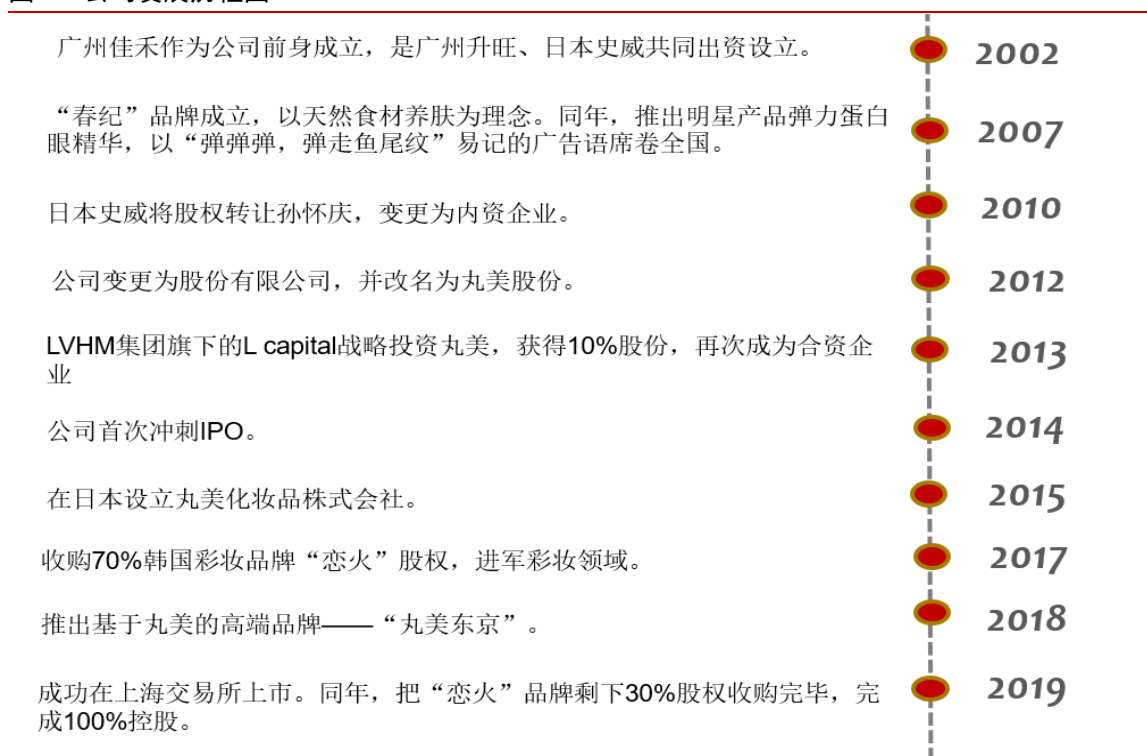 广州佳禾作为公司前身成立，是广州升旺、日本史威共同出资设立。
2002
“春纪”品牌成立，以天然食材养肤为理念。同年，推出明星产品弹力蛋白
眼精华，以“弹弹弹，弹走鱼尾纹”易记的广告语席卷全国。
2007
日本史威将股权转让孙怀庆，变更为内资企业。
2010
公司变更为股份有限公司，并改名为丸美股份。
2012
LVHM集团旗下的L capital战略投资丸美，获得10%股份，再次成为合资企
业
2013
公司首次冲刺IPO。
2014
在日本设立丸美化妆品株式会社。
2015
收购70%韩国彩妆品牌“恋火”股权，进军彩妆领域。
2017
推出基于丸美的高端品牌——“丸美东京”。
2018
成功在上海交易所上市。同年，把“恋火”品牌剩下30%股权收购完毕，完
成100%控股。
2019